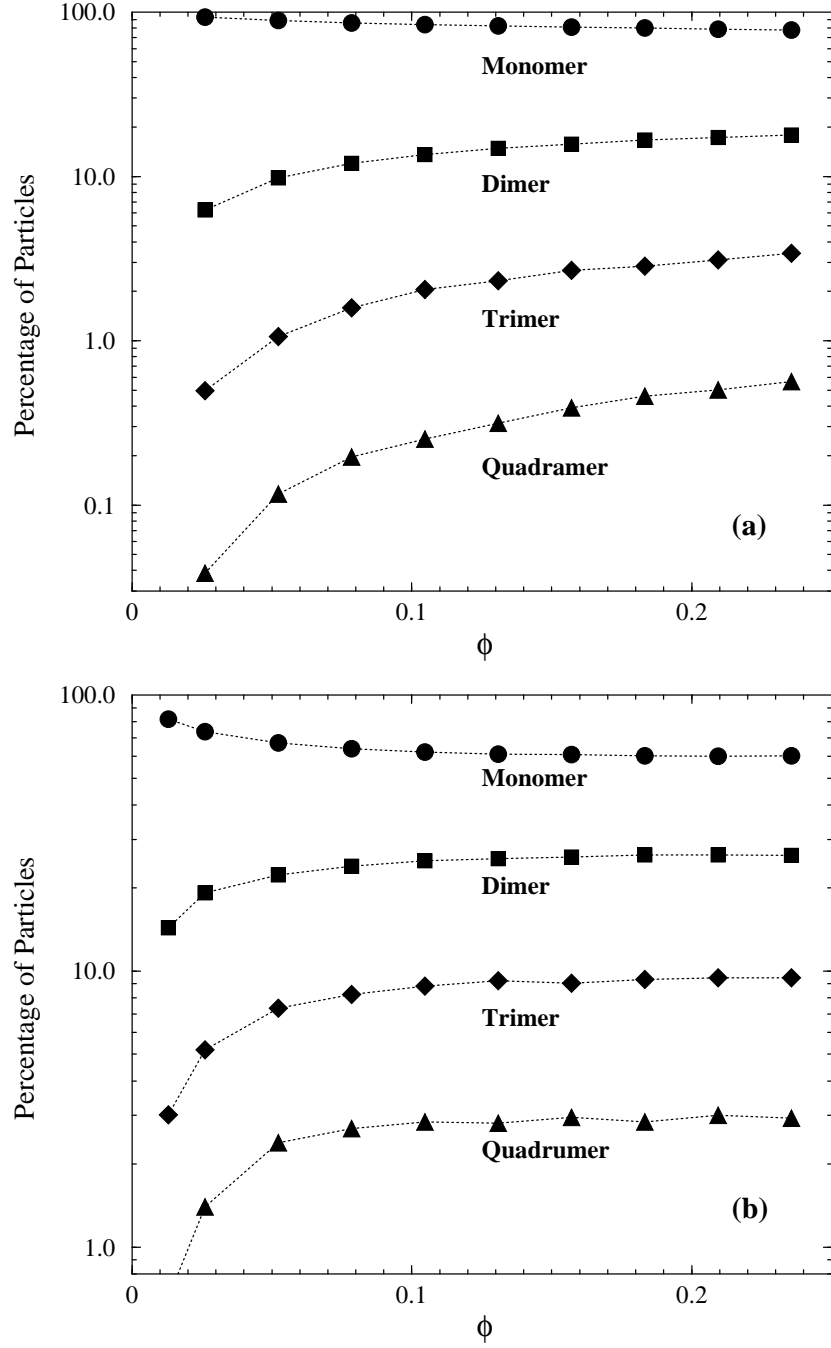 100.0
Monomer
10.0
Dimer
Percentage of Particles
Trimer
1.0
Quadramer
0.1
(a)
0
0.1
0.2
ϕ
100.0
Monomer
Dimer
Percentage of Particles
10.0
Trimer
Quadrumer
(b)
1.0
0
0.1
0.2
ϕ